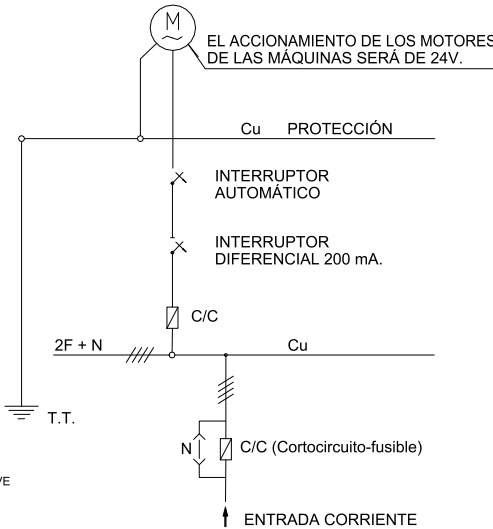 M
EL ACCIONAMIENTO DE LOS MOTORES
DE LAS MÁQUINAS SERÁ DE 24V.
Cu PROTECCIÓN
INTERRUPTOR
AUTOMÁTICO
INTERRUPTOR
DIFERENCIAL 200 mA.
C/C
2F + N
Cu
T.T.
N
C/C (Cortocircuito-fusible)
ENTRADA CORRIENTE